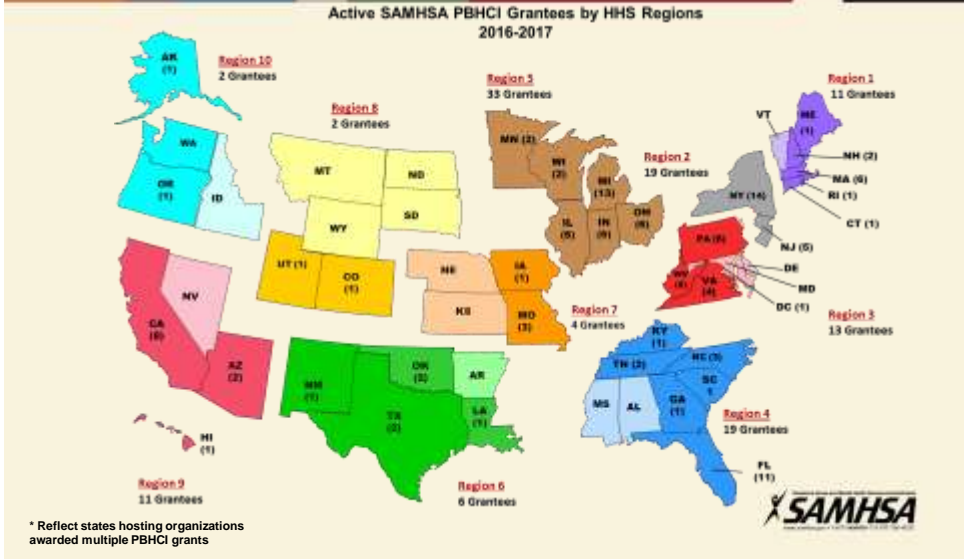 Active SAMHSA PBHCI Grantees by HHS Regions
2016-2017
AK
(1)
Region 10
2 Grantees
WA
OR
(1)
ID
Region 8
2 Grantees
MT
ND
SD
WY
UT (1)
CO
(1)
Region 5
33 Grantees
MN (2)
WI
(2)
MI
(13)
IL
IN
OH
Region 2
19 Grantees
NY (14)
NJ (5)
Region 1
11 Grantees
VT
ME
(1)
NH (2)
MA (6)
RI (1)
CT (1)
PA
WV
VA
(4)
DE
MD
DC (1)
Region 3
13 Grantees
NV
CA
AZ
(2)
HI
(1)
Region 9
11 Grantees
NE
IA
(1)
MO
(3)
Region 7
4 Grantees
NM
(1)
OK
(2)
AR
TX
(2)
LA
(1)
Region 6
6 Grantees
KY
(1)
TN (2)
NC (3)
SC
1
MS
AL
GA
(1)
Region 4
19 Grantees
FL
(11)
SAMHSA
* Reflect states hosting organizations
awarded multiple PBHCI grants